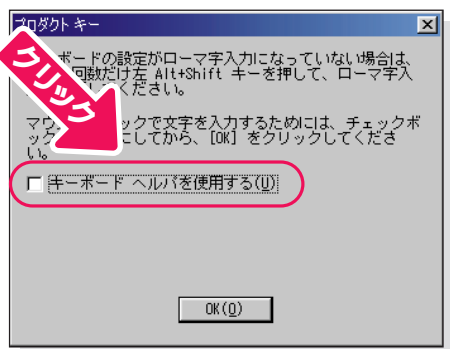 プロダクト キー
クリック
ーボードの設定がローマ字入力になっていない場合は、
回数だけ左 Alt+Shift キーを押して、ローマ字入
ください。
マウ ックで文字を入力するためには、チェックボ
ック にしてから、[OK] をクリックしてくださ
い。
キーボード ヘルパを使用する(U)
OK(O)